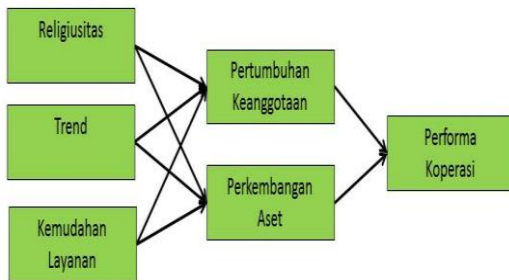 Religiusitas
Trend
Kemudahan
Layanan
Pertumbuhan
Keanggotaan
Perkembangan
Aset
Performa
Koperasi